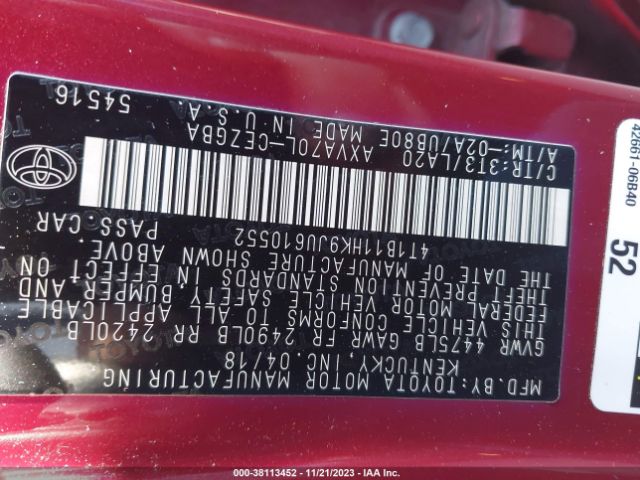 MFD.BY:TOYOTA MOTOR MANUFACTURING
KENTUCKY,INC.04/18
GVWR 4475LB GAWR FR 2490LB RR 2420LB
THIS VEHICLE CONFORMS TO ALL APPLICABLE
FEDERAL MOTOR VEHICLE SAFETY, BUMPER AND
THEFT PREVENTION STANDARDS IN EFFECT ON
THE DATE OF MANUFACTURE SHOWN ABOVE.
4T1B11HK9JU610552 PASS CAR
C/TR:3T3/LA20 AXVA70L-CEZGBA
A/TM:-02A/UB80E MADE IN U.S.A. 54516
42661-06B40
52
000-38113452 - 11/21/2023 - IAA Inc.